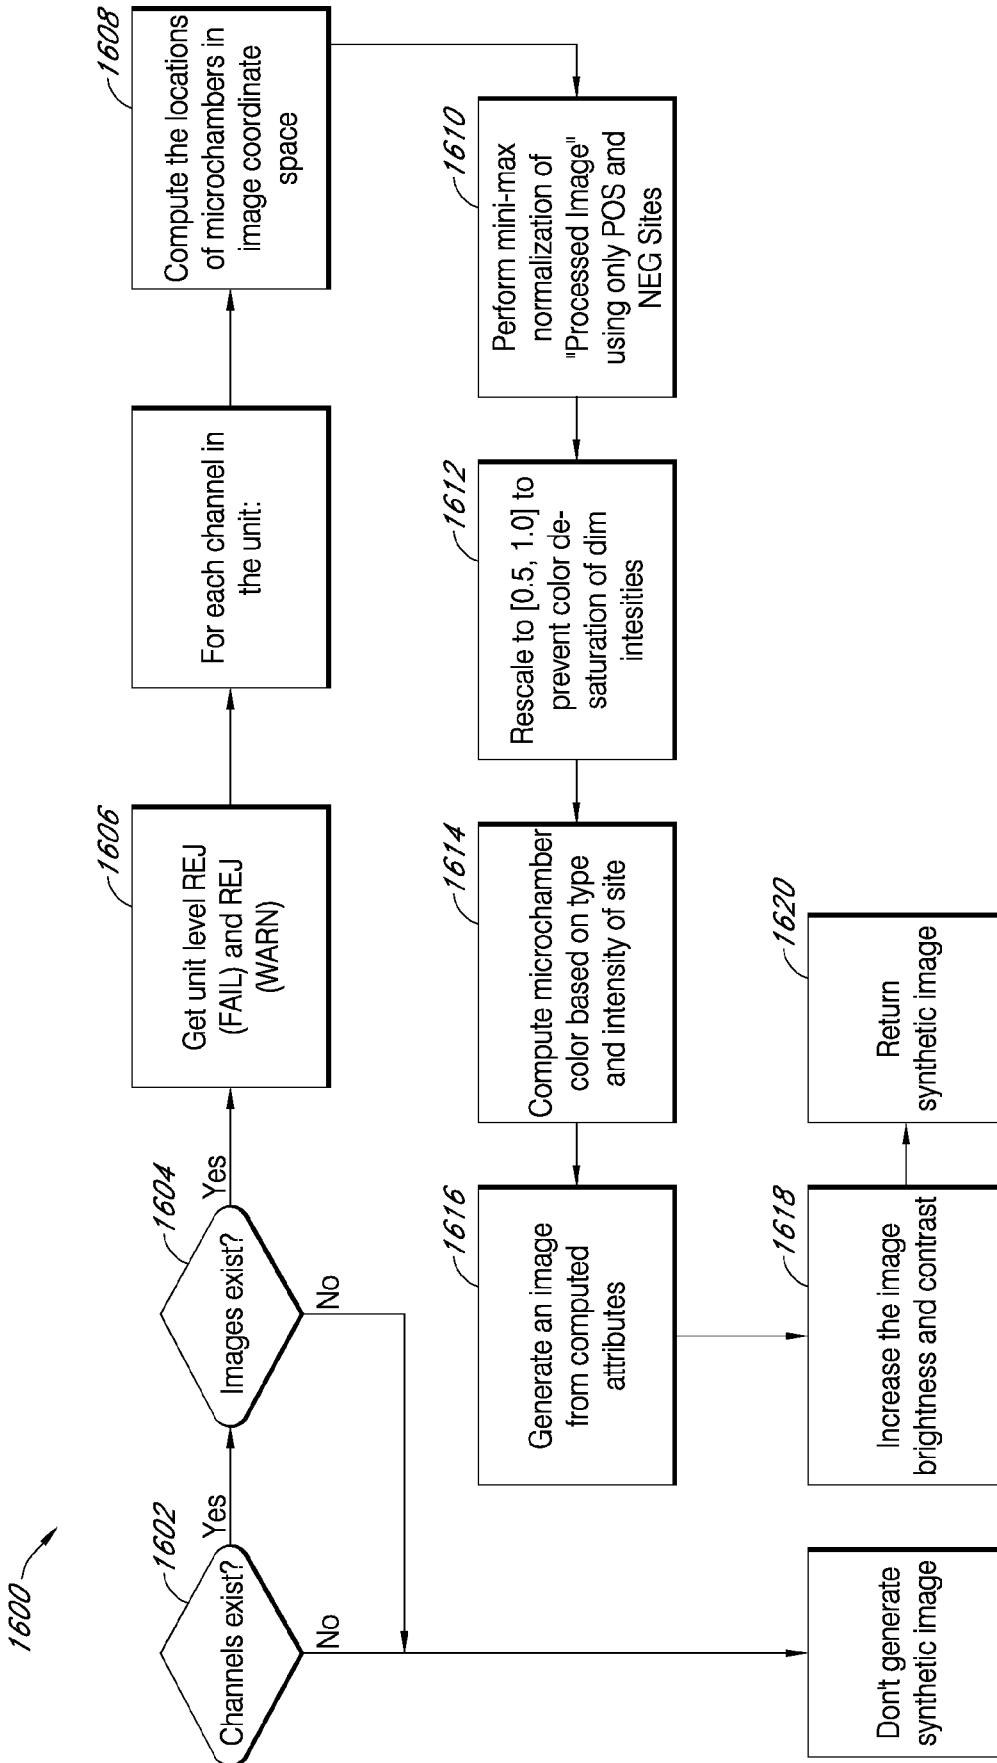 1600
1602
Channels exist?
Yes
No
1604
Images exist?
Yes
No
1606
Get unit level REJ
(FAIL) and REJ
(WARN)
For each channel in
the unit:
1608
Compute the locations
of microchambers in
image coordinate
space
1610
Perform mini-max
normalization of
"Processed Image"
using only POS and
NEG Sites
1612
Rescale to [0.5, 1.0] to
prevent color de-
saturation of dim
intesities
1614
Compute microchamber
color based on type
and intensity of site
1616
Generate an image
from computed
attributes
1618
Increase the image
brightness and contrast
1620
Return
synthetic image
Don't generate
synthetic image